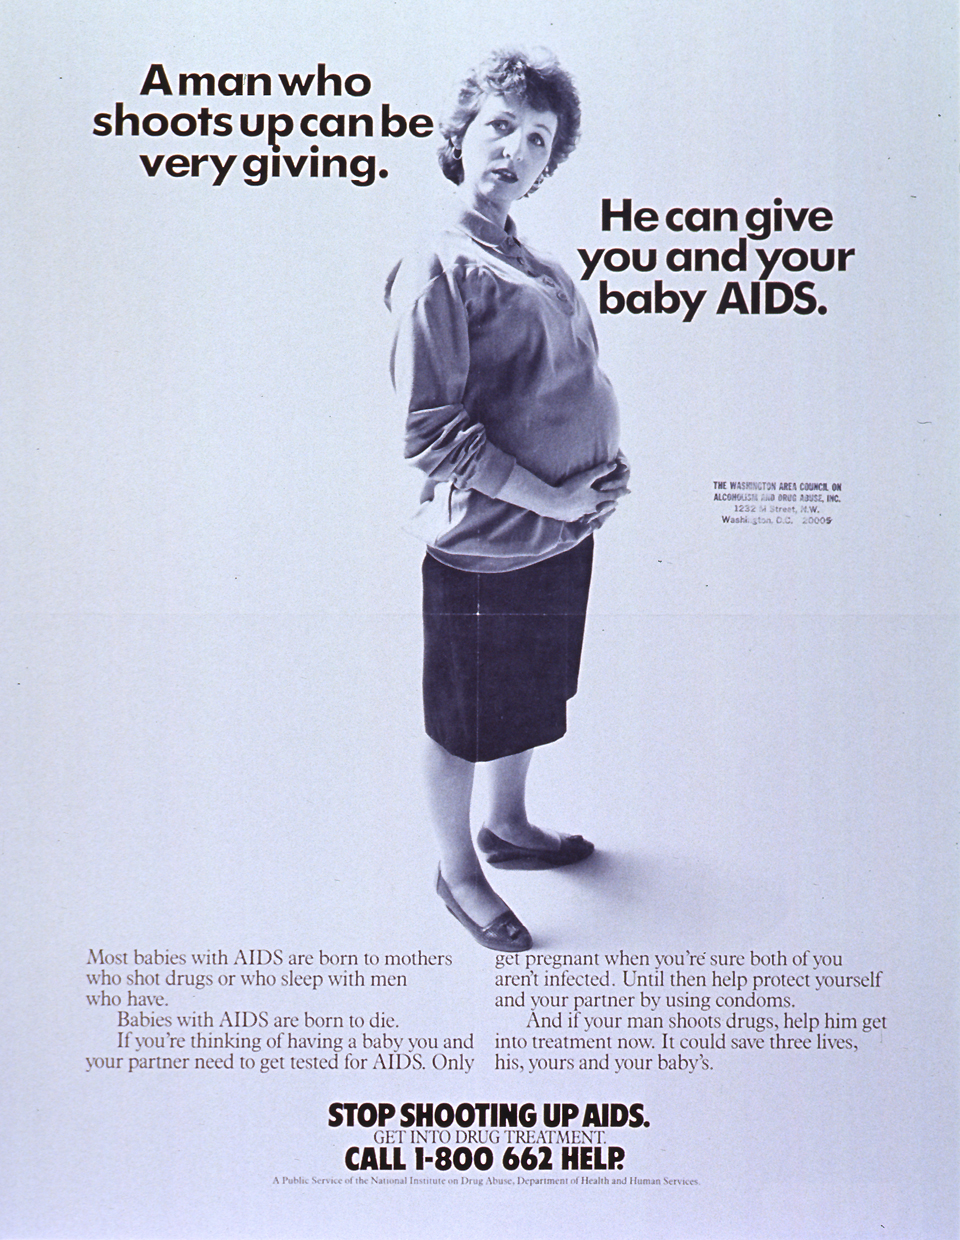 A man who
shoots up can be
very giving.
He can give
you and your
baby AIDS.
THE WASHINGTON AREA COUNCIL ON
ALCOHOLISM AND DRUG ABUSE, INC.
1232 M Street, N.W.
Washington, D.C. 20005
Most babies with AIDS are born to mothers
who shot drugs or who sleep with men
who have.
Babies with AIDS are born to die.
If you're thinking of having a baby you and
your partner need to get tested for AIDS. Only
get pregnant when you're sure both of you
aren't infected. Until then help protect yourself
and your partner by using condoms.
And if your man shoots drugs, help him get
into treatment now. It could save three lives,
his, yours and your baby's.
STOP SHOOTING UP AIDS.
GET INTO DRUG TREATMENT.
CALL 1-800 662 HELP.
A Public Service of the National Institute on Drug Abuse, Department of Health and Human Services.